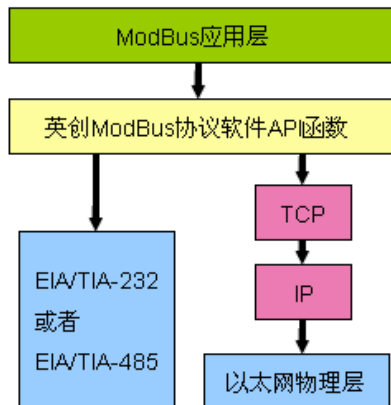 ModBus应用层
英创ModBus协议软件API函数
TCP
EIA/TIA-232
或者
EIA/TIA-485
IP
以太网物理层